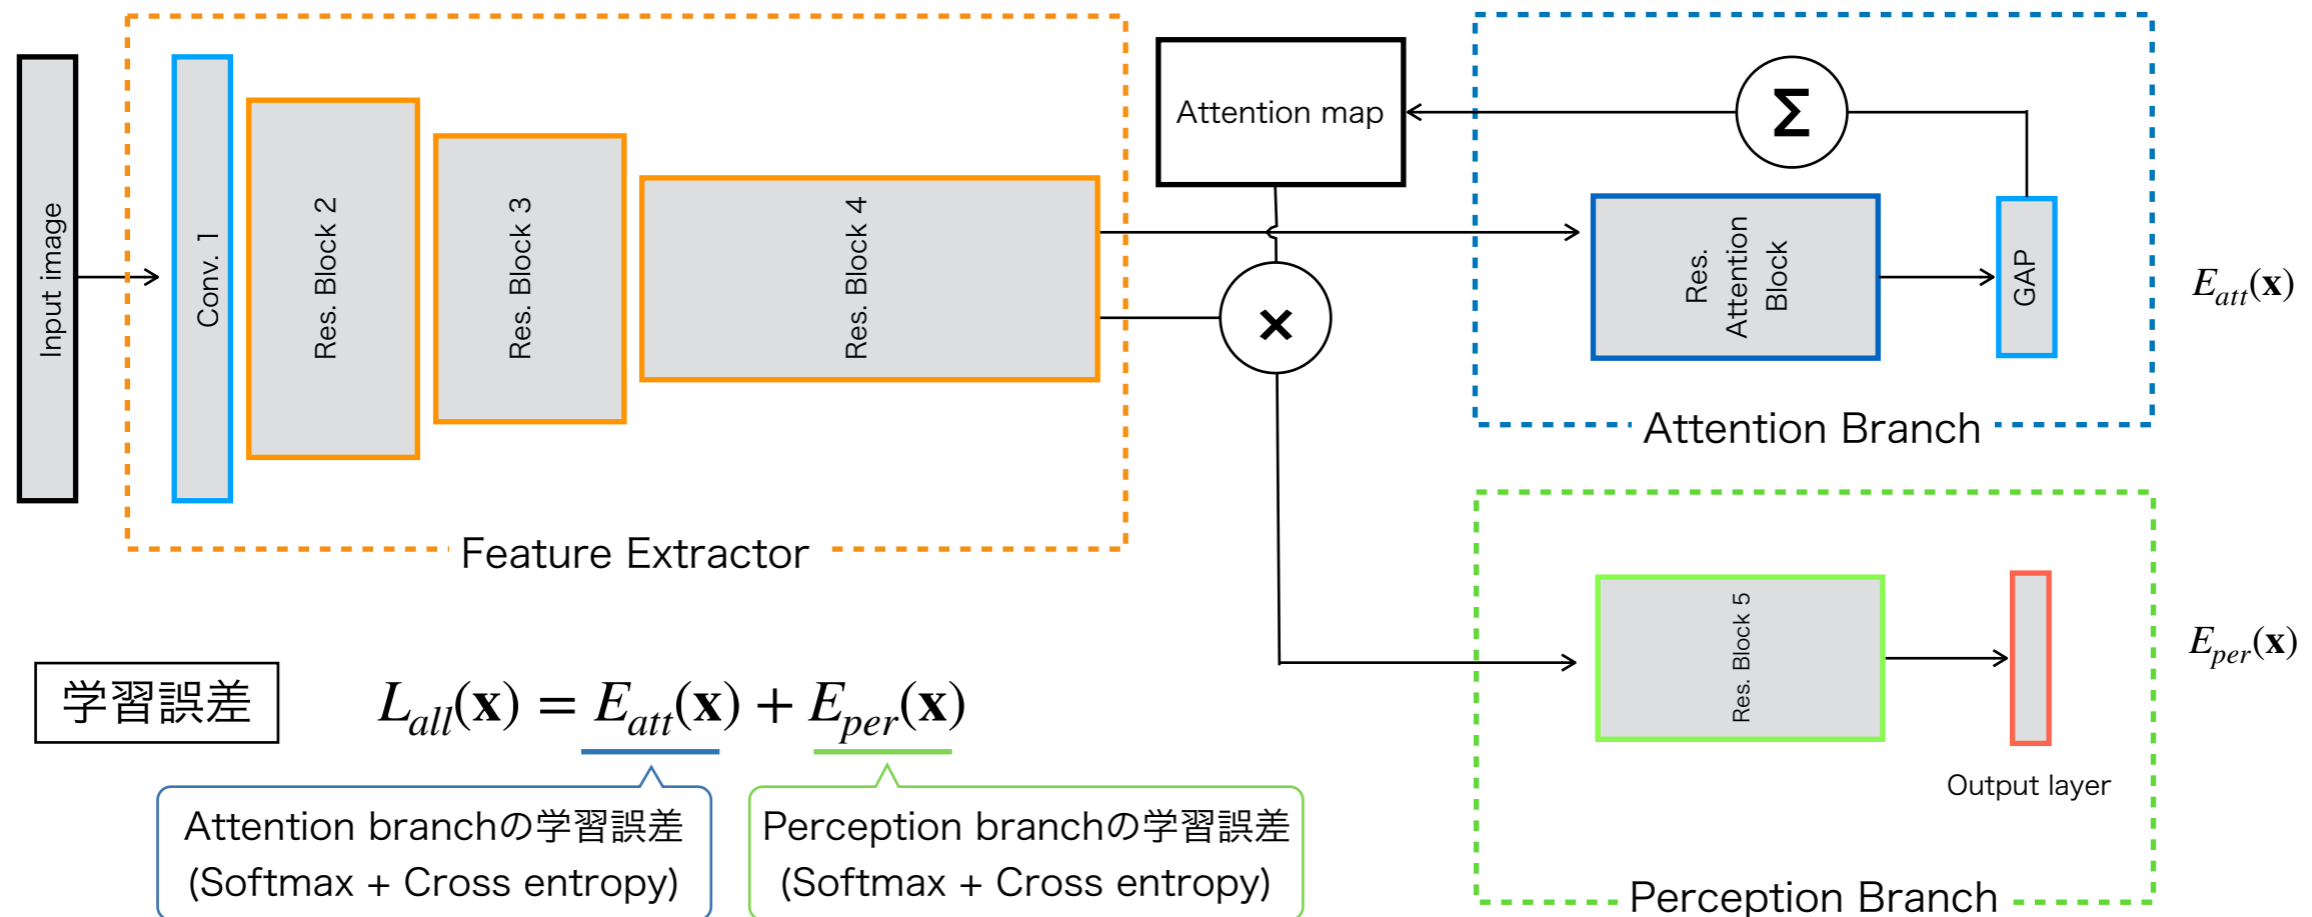 Input image
Conv. 1
Res. Block 2
Res. Block 3
Res. Block 4
Feature Extractor
Attention map
Σ
×
Res.
Attention
Block
GAP
Attention Branch
E_att(x)
Res. Block 5
Output layer
Perception Branch
E_per(x)
学習誤差
L_all(x) = E_att(x) + E_per(x)
Attention branchの学習誤差
(Softmax + Cross entropy)
Perception branchの学習誤差
(Softmax + Cross entropy)